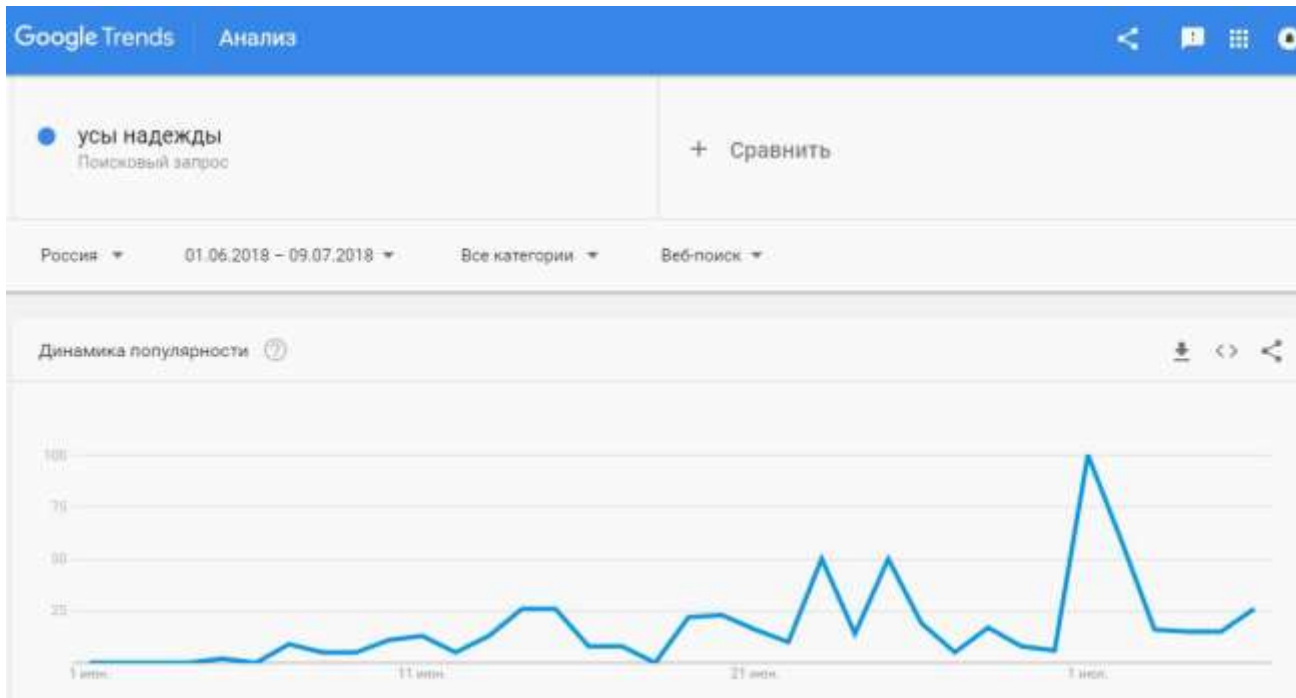 Google Trends Анализ
усы надежды
Поисковый запрос
+ Сравнить
Россия 01.06.2018 – 09.07.2018 Все категории Веб-поиск
Динамика популярности ?
100
75
50
25
1 июн. 11 июн. 21 июн. 1 июл.